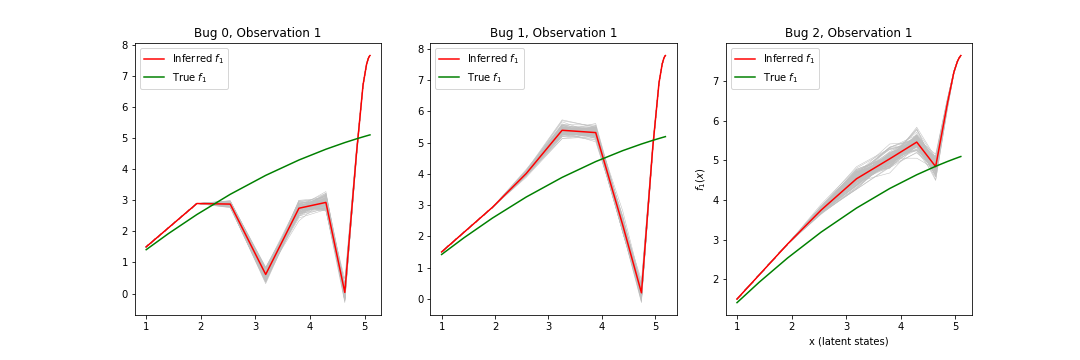 Bug 0, Observation 1
Inferred f₁
True f₁
8
7
6
5
4
3
2
1
0
1 2 3 4 5
Bug 1, Observation 1
Inferred f₁
True f₁
8
7
6
5
4
3
2
1
0
1 2 3 4 5
Bug 2, Observation 1
Inferred f₁
True f₁
f₁(x)
7
6
5
4
3
2
1 2 3 4 5
x (latent states)